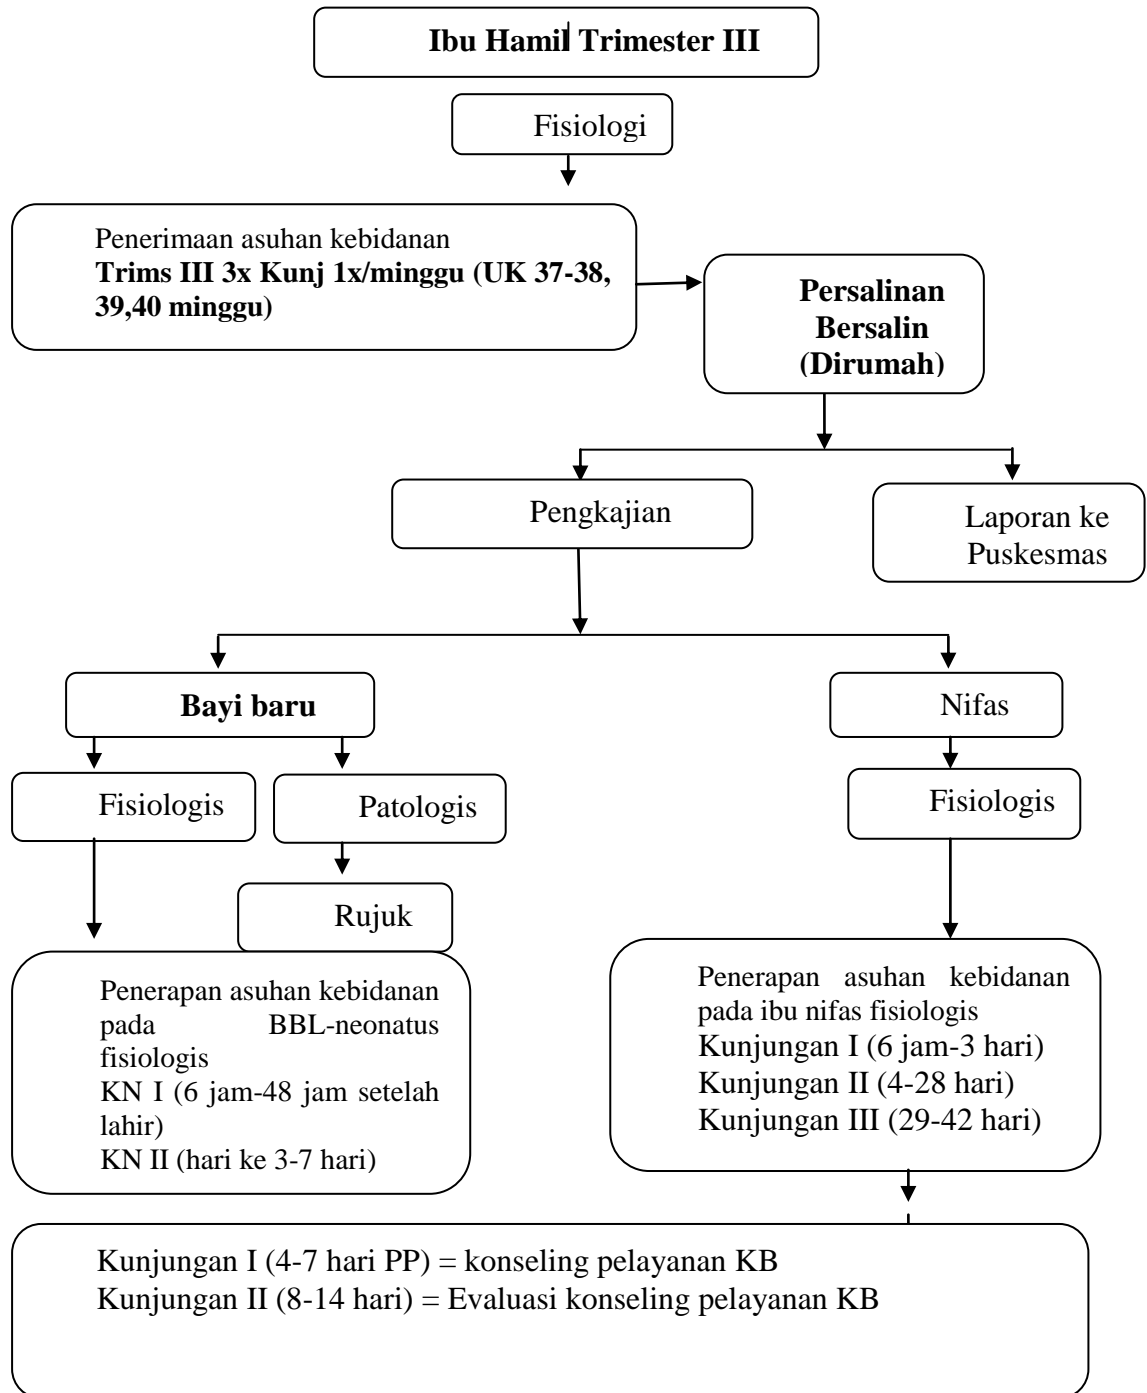 Ibu Hamil Trimester III
Fisiologi
Penerimaan asuhan kebidanan
Trims III 3x Kunj 1x/minggu (UK 37-38,
39,40 minggu)
Persalinan
Bersalin
(Dirumah)
Pengkajian
Laporan ke
Puskesmas
Bayi baru
Nifas
Fisiologis
Patologis
Fisiologis
Rujuk
Penerapan asuhan kebidanan
pada BBL-neonatus
fisiologis
KN I (6 jam-48 jam setelah
lahir)
KN II (hari ke 3-7 hari)
Penerapan asuhan kebidanan
pada ibu nifas fisiologis
Kunjungan I (6 jam-3 hari)
Kunjungan II (4-28 hari)
Kunjungan III (29-42 hari)
Kunjungan I (4-7 hari PP) = konseling pelayanan KB
Kunjungan II (8-14 hari) = Evaluasi konseling pelayanan KB